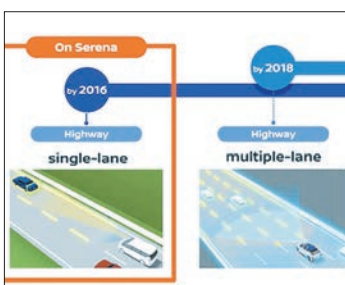 On Serena
by 2016
by 2018
Highway
Highway
single-lane
multiple-lane